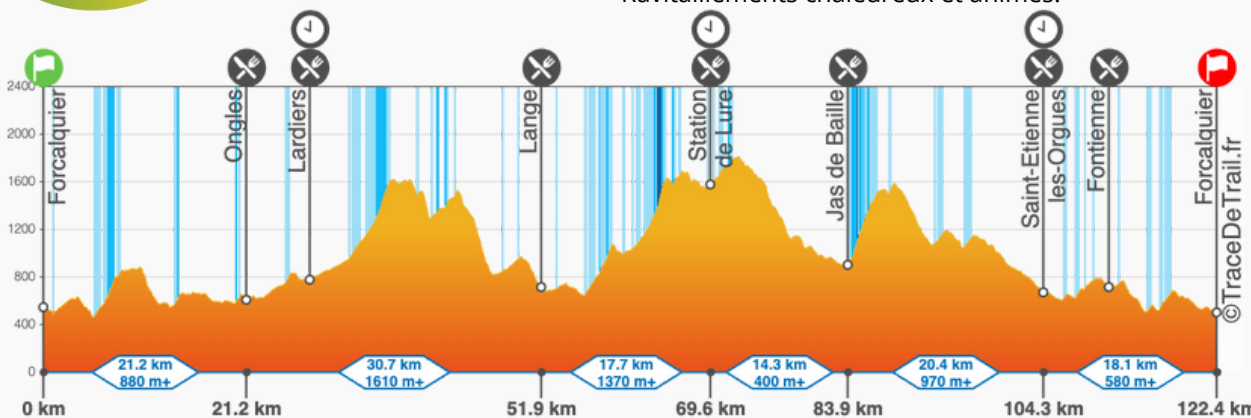 Ravitaillements chaleureux et animés.
2400
2000
1600
1200
800
400
0
Forcalquier
Ongles
Lardiers
Lange
Station
de Lure
Jas de Baille
Saint-Etienne
les-Orgues
Fontienne
Forcalquier
©TraceDeTrail.fr
21.2 km
880 m+
30.7 km
1610 m+
17.7 km
1370 m+
14.3 km
400 m+
20.4 km
970 m+
18.1 km
580 m+
0 km
21.2 km
51.9 km
69.6 km
83.9 km
104.3 km
122.4 km